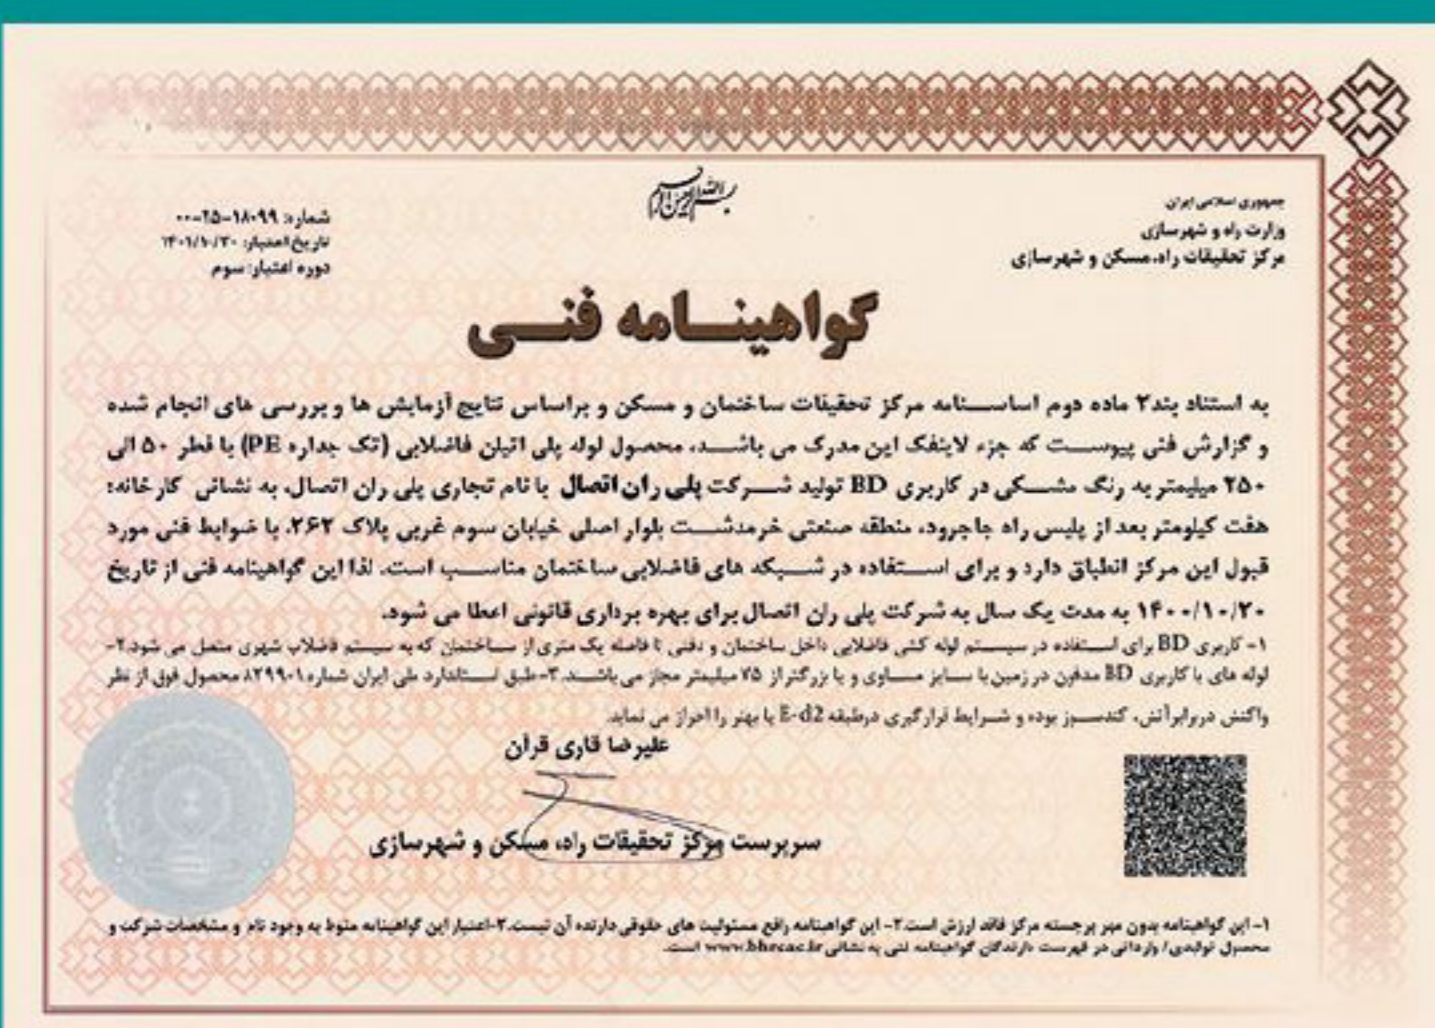 بسم الله الرحمن الرحیم
جمهوری اسلامی ایران
وزارت راه و شهرسازی
مرکز تحقیقات راه، مسکن و شهرسازی
شماره: ۱۸۰۹۹-۲۵-۰۰
تاریخ اعتبار: ۱۴۰۱/۱۰/۳۰
دوره اعتبار: سوم
گواهینامه فنی
به استناد بند۲ ماده دوم اساسنامه مرکز تحقیقات ساختمان و مسکن و براساس نتایج آزمایش ها و بررسی های انجام شده
و گزارش فنی پیوست که جزء لاینفک این مدرک می باشد، محصول لوله پلی اتیلن فاضلابی (تک جداره PE) با قطر ۵۰ الی
۲۵۰ میلیمتر به رنگ مشکی در کاربری BD تولید شرکت پلی ران اتصال با نام تجاری پلی ران اتصال، به نشانی کارخانه:
هفت کیلومتر بعد از پلیس راه جاجرود، منطقه صنعتی خرمدشت بلوار اصلی خیابان سوم غربی پلاک ۲۶۲، با ضوابط فنی مورد
قبول این مرکز انطباق دارد و برای استفاده در شبکه های فاضلابی ساختمان مناسب است. لذا این گواهینامه فنی از تاریخ
۱۴۰۰/۱۰/۳۰ به مدت یک سال به شرکت پلی ران اتصال برای بهره برداری قانونی اعطا می شود.
۱- کاربری BD برای استفاده در سیستم لوله کشی فاضلابی داخل ساختمان و دفنی تا فاصله یک متری از ساختمان که به سیستم فاضلاب شهری متصل می شود.۲-
لوله های با کاربری BD مدفون در زمین با سایز مساوی و یا بزرگتر از ۷۵ میلیمتر مجاز می باشند. ۳-طبق استاندارد ملی ایران شماره ۸۲۹۹-۱ محصول فوق از نظر
واکنش دربرابرآتش، کندسوز بوده و شرایط قرارگیری درطبقه E-d2 یا بهتر را احراز می نماید.
علیرضا قاری قرآن
سرپرست مرکز تحقیقات راه، مسکن و شهرسازی
۱- این گواهینامه بدون مهر برجسته مرکز فاقد ارزش است.۲- این گواهینامه رافع مسئولیت های حقوقی دارنده آن نیست.۳-اعتبار این گواهینامه منوط به وجود نام و مشخصات شرکت و
محصول تولیدی/ وارداتی در فهرست دارندگان گواهینامه فنی به نشانی www.bhrc.ac.ir است.